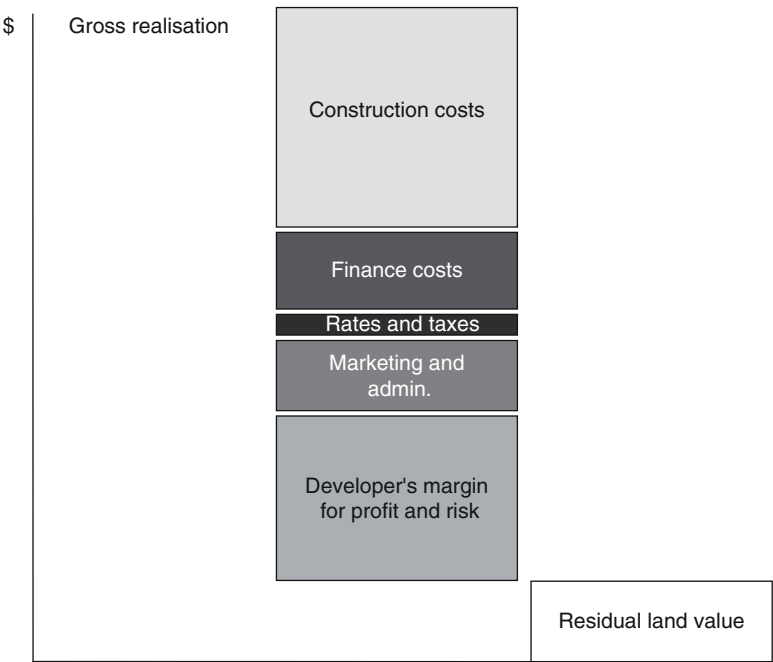 $
Gross realisation
Construction costs
Finance costs
Rates and taxes
Marketing and
admin.
Developer's margin
for profit and risk
Residual land value